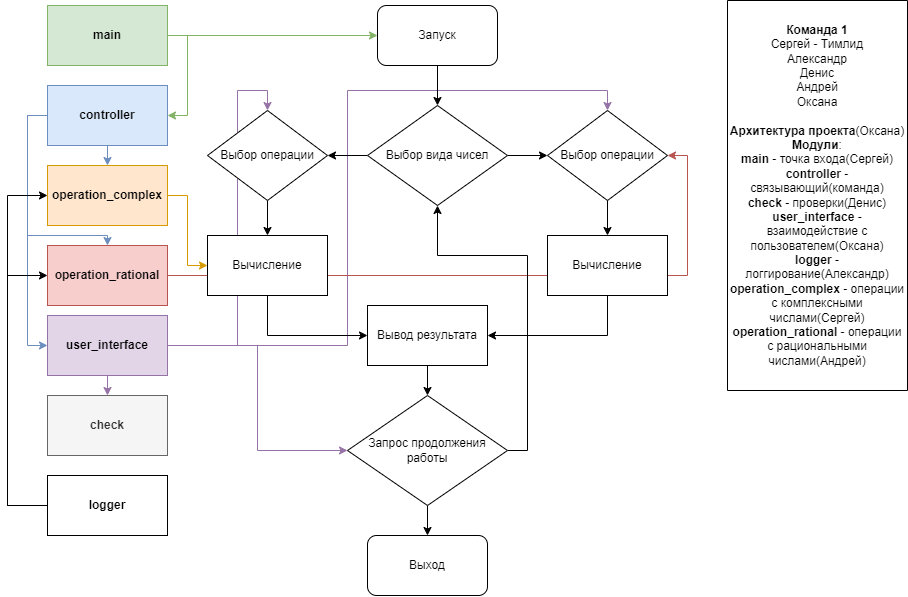 main
controller
operation_complex
operation_rational
user_interface
check
logger
Запуск
Выбор операции
Выбор вида чисел
Выбор операции
Вычисление
Вычисление
Вывод результата
Запрос продолжения
работы
Выход
Команда 1
Сергей - Тимлид
Александр
Денис
Андрей
Оксана
Архитектура проекта(Оксана)
Модули:
main - точка входа(Сергей)
controller -
связывающий(команда)
check - проверки(Денис)
user_interface -
взаимодействие с
пользователем(Оксана)
logger -
логгирование(Александр)
operation_complex - операции
с комплексными
числами(Сергей)
operation_rational - операции
с рациональными
числами(Андрей)